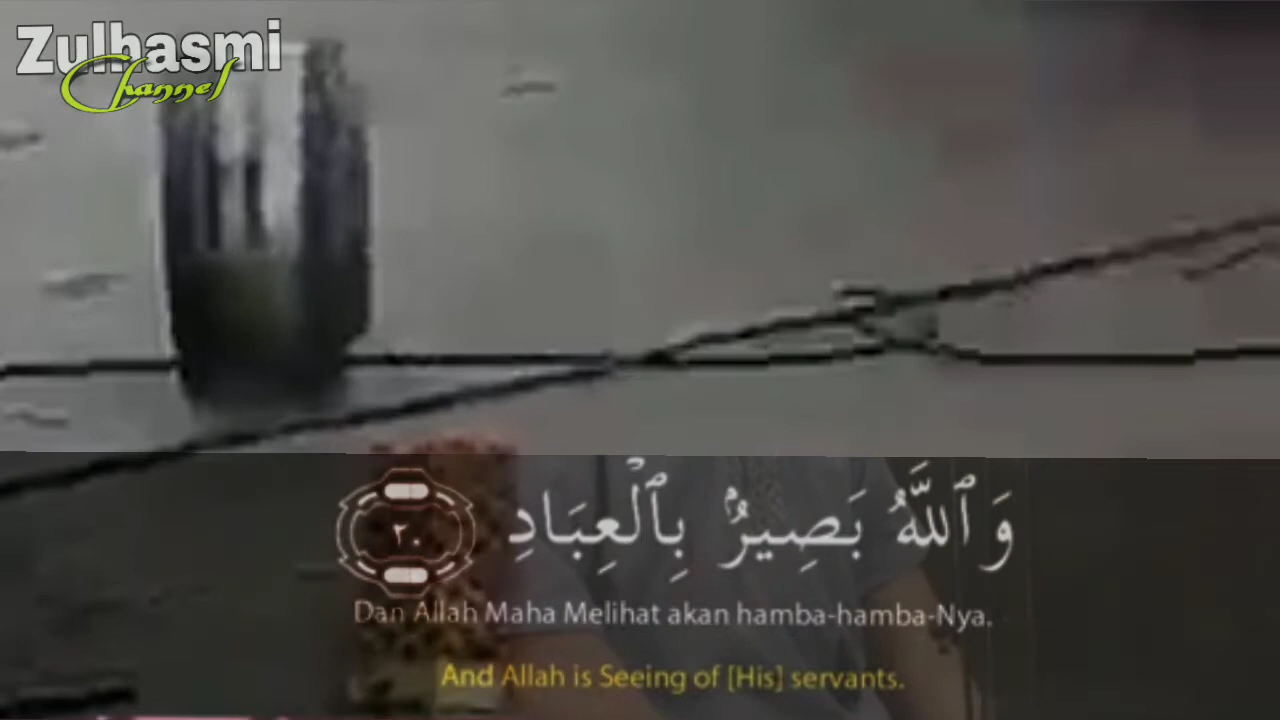 Zulhasmi
Channel
وَٱللَّهُ بَصِيرٌۢ بِٱلْعِبَادِ ٢٠
Dan Allah Maha Melihat akan hamba-hamba-Nya.
And Allah is Seeing of [His] servants.